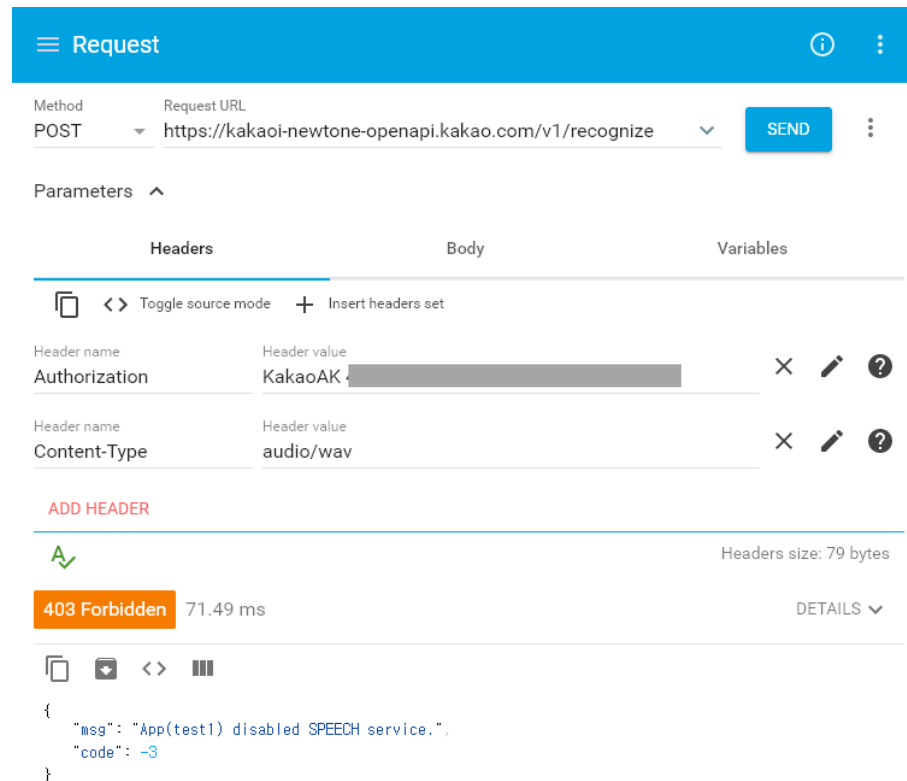 Request
Method
Request URL
POST
https://kakaoi-newtone-openapi.kakao.com/v1/recognize
SEND
Parameters
Headers
Body
Variables
Toggle source mode
Insert headers set
Header name
Header value
Authorization
KakaoAK
Header name
Header value
Content-Type
audio/wav
ADD HEADER
Headers size: 79 bytes
403 Forbidden
71.49 ms
DETAILS
{
"msg": "App(test1) disabled SPEECH service.",
"code": -3
}